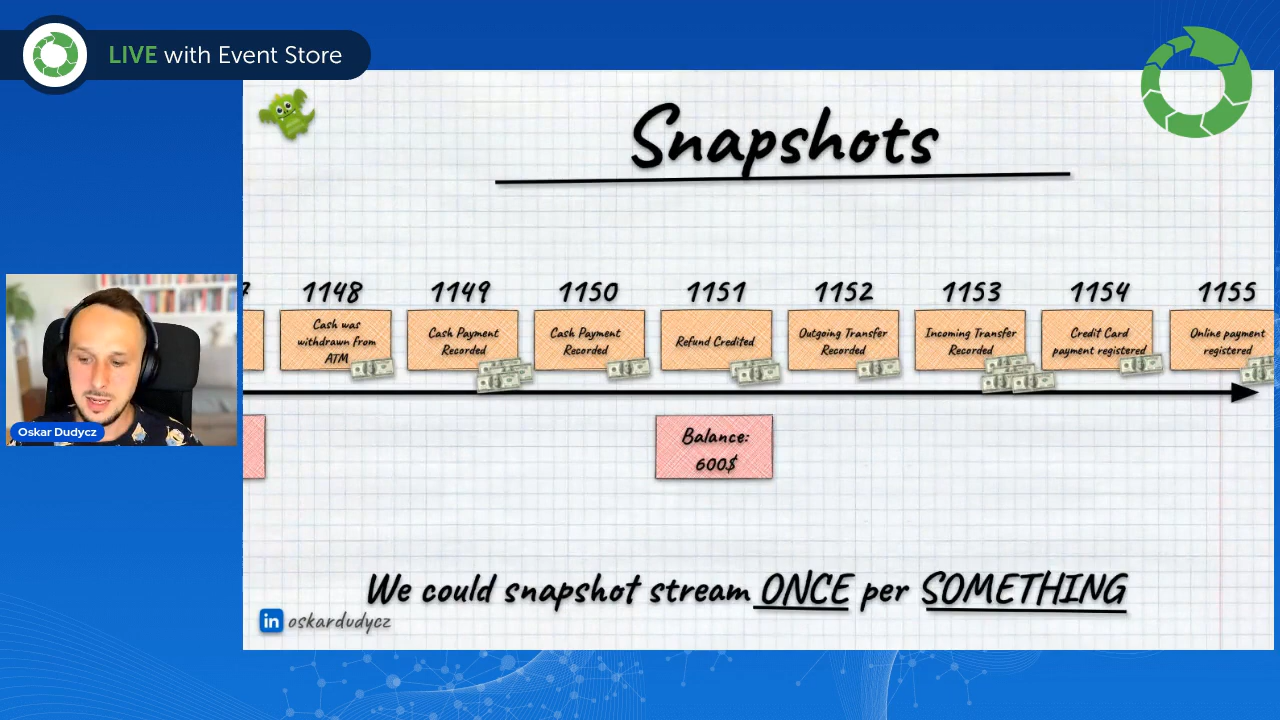 LIVE with Event Store
Snapshots
7 1148 1149 1150 1151 1152 1153 1154 1155
Cash was
withdrawn from
ATM
Cash Payment
Recorded
Cash Payment
Recorded
Refund Credited
Outgoing Transfer
Recorded
Incoming Transfer
Recorded
Credit Card
payment registered
Online payment
registered
Balance:
600$
Oskar Dudycz
We could snapshot stream ONCE per SOMETHING
in oskardudycz